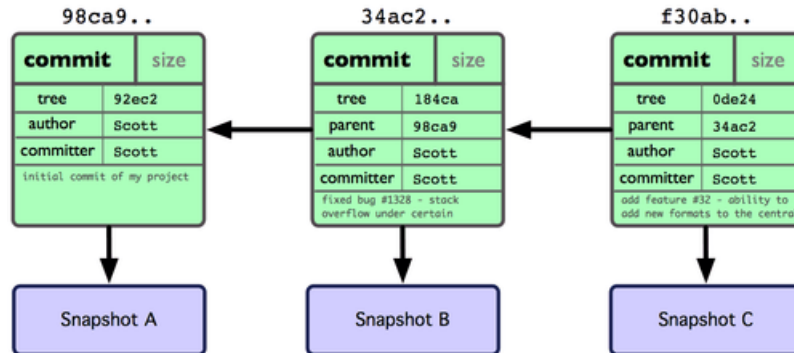 98ca9..
34ac2..
f30ab..
commit size
tree 92ec2
author Scott
committer Scott
initial commit of my project
commit size
tree 184ca
parent 98ca9
author Scott
committer Scott
fixed bug #1328 - stack
overflow under certain
commit size
tree 0de24
parent 34ac2
author Scott
committer Scott
add feature #32 - ability to
add new formats to the centra
Snapshot A
Snapshot B
Snapshot C